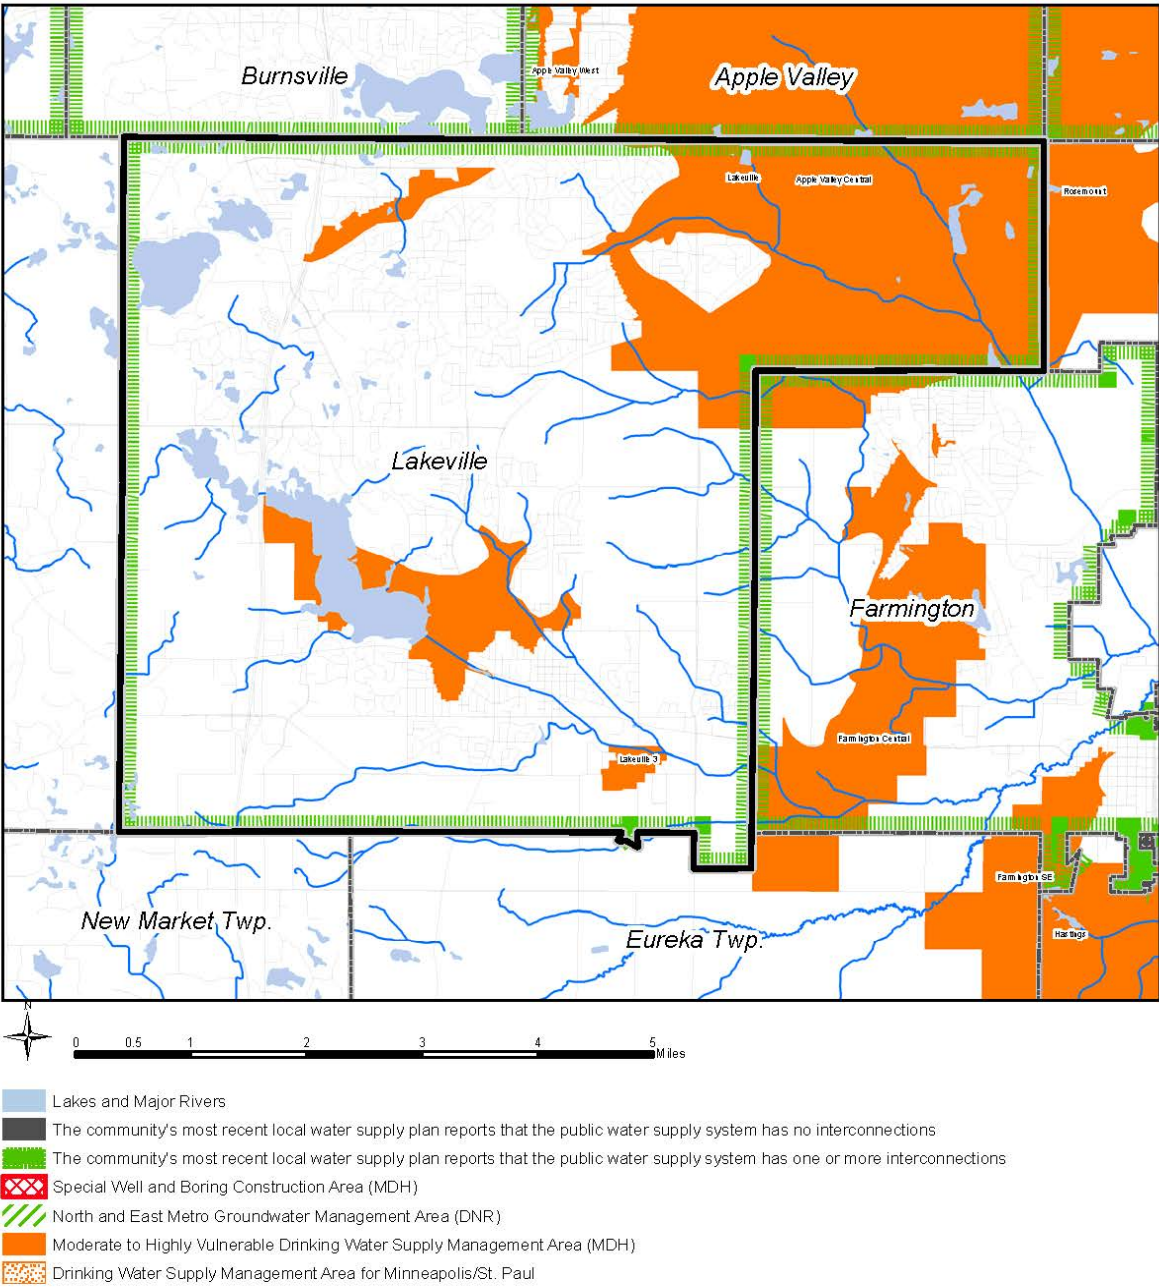 Burnsville
Apple Valley West
Apple Valley
Lakeville
Apple Valley Central
Rosemount
Lakeville
Farmington
Farmington Central
Lakeville 3
Farmington SE
New Market Twp.
Eureka Twp.
Hastings
N
0 0.5 1 2 3 4 5
Miles
Lakes and Major Rivers
The community's most recent local water supply plan reports that the public water supply system has no interconnections
The community's most recent local water supply plan reports that the public water supply system has one or more interconnections
Special Well and Boring Construction Area (MDH)
North and East Metro Groundwater Management Area (DNR)
Moderate to Highly Vulnerable Drinking Water Supply Management Area (MDH)
Drinking Water Supply Management Area for Minneapolis/St. Paul